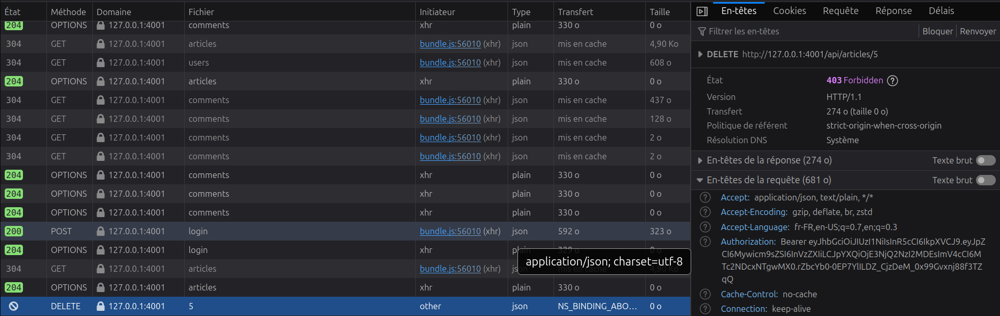 État Méthode Domaine Fichier Initiateur Type Transfert Taille
204 OPTIONS 127.0.0.1:4001 comments xhr plain 330 o 0 o
304 GET 127.0.0.1:4001 articles bundle.js:56010 (xhr) json mis en cache 4,90 Ko
304 GET 127.0.0.1:4001 users bundle.js:56010 (xhr) json mis en cache 608 o
204 OPTIONS 127.0.0.1:4001 articles xhr plain 330 o 0 o
304 GET 127.0.0.1:4001 comments bundle.js:56010 (xhr) json mis en cache 437 o
304 GET 127.0.0.1:4001 comments bundle.js:56010 (xhr) json mis en cache 128 o
304 GET 127.0.0.1:4001 comments bundle.js:56010 (xhr) json mis en cache 2 o
304 GET 127.0.0.1:4001 comments bundle.js:56010 (xhr) json mis en cache 2 o
204 OPTIONS 127.0.0.1:4001 comments xhr plain 330 o 0 o
204 OPTIONS 127.0.0.1:4001 comments xhr plain 330 o 0 o
204 OPTIONS 127.0.0.1:4001 comments xhr plain 330 o 0 o
200 POST 127.0.0.1:4001 login bundle.js:56010 (xhr) json 592 o 323 o
204 OPTIONS 127.0.0.1:4001 login xhr plain 329 o 0 o
application/json; charset=utf-8
304 GET 127.0.0.1:4001 articles bundle.js:56010 (xhr) json mis en cache 4,90 Ko
204 OPTIONS 127.0.0.1:4001 articles xhr plain 330 o 0 o
DELETE 127.0.0.1:4001 5 other json NS_BINDING_ABO… 0 o
En-têtes Cookies Requête Réponse Délais
Filtrer les en-têtes Bloquer Renvoyer
DELETE http://127.0.0.1:4001/api/articles/5
État 403 Forbidden ?
Version HTTP/1.1
Transfert 274 o (taille 0 o)
Politique de référent strict-origin-when-cross-origin
Résolution DNS Système
En-têtes de la réponse (274 o) Texte brut
En-têtes de la requête (681 o) Texte brut
? Accept: application/json, text/plain, */*
? Accept-Encoding: gzip, deflate, br, zstd
? Accept-Language: fr-FR,en-US;q=0.7,en;q=0.3
? Authorization: Bearer eyJhbGciOiJIUzI1NiIsInR5cCI6IkpXVCJ9.eyJpZ
CI6Mywicm9sZSI6InVzZXIiLCJpYXQiOjE3NjQ2NzI2MDEsImV4cCI6M
Tc2NDcxNTgwMX0.rZbcYb0-0EP7YlILDZ_CjzDeM_0x99Gvxnj88f3TZ
qQ
? Cache-Control: no-cache
? Connection: keep-alive